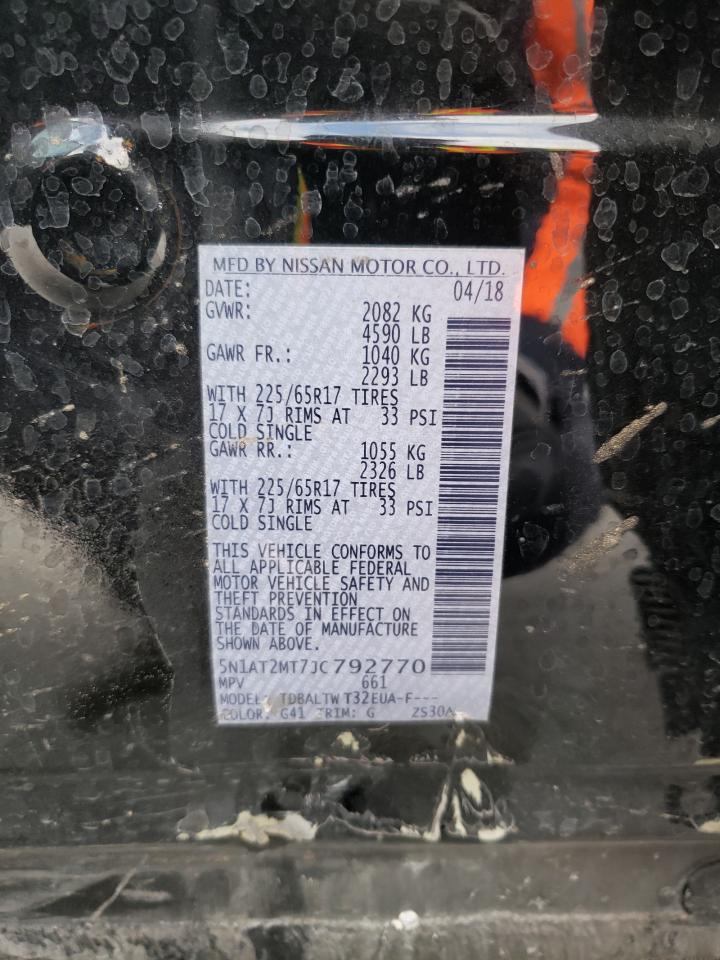 MFD BY NISSAN MOTOR CO., LTD.
DATE: 04/18
GVWR: 2082 KG
4590 LB
GAWR FR.: 1040 KG
2293 LB
WITH 225/65R17 TIRES
17 X 7J RIMS AT 33 PSI
COLD SINGLE
GAWR RR.: 1055 KG
2326 LB
WITH 225/65R17 TIRES
17 X 7J RIMS AT 33 PSI
COLD SINGLE
THIS VEHICLE CONFORMS TO
ALL APPLICABLE FEDERAL
MOTOR VEHICLE SAFETY AND
THEFT PREVENTION
STANDARDS IN EFFECT ON
THE DATE OF MANUFACTURE
SHOWN ABOVE.
5N1AT2MT7JC792770
MPV 661
MODEL: TDBALTW T32EUA-F---
COLOR: G41 TRIM: G 2S30A